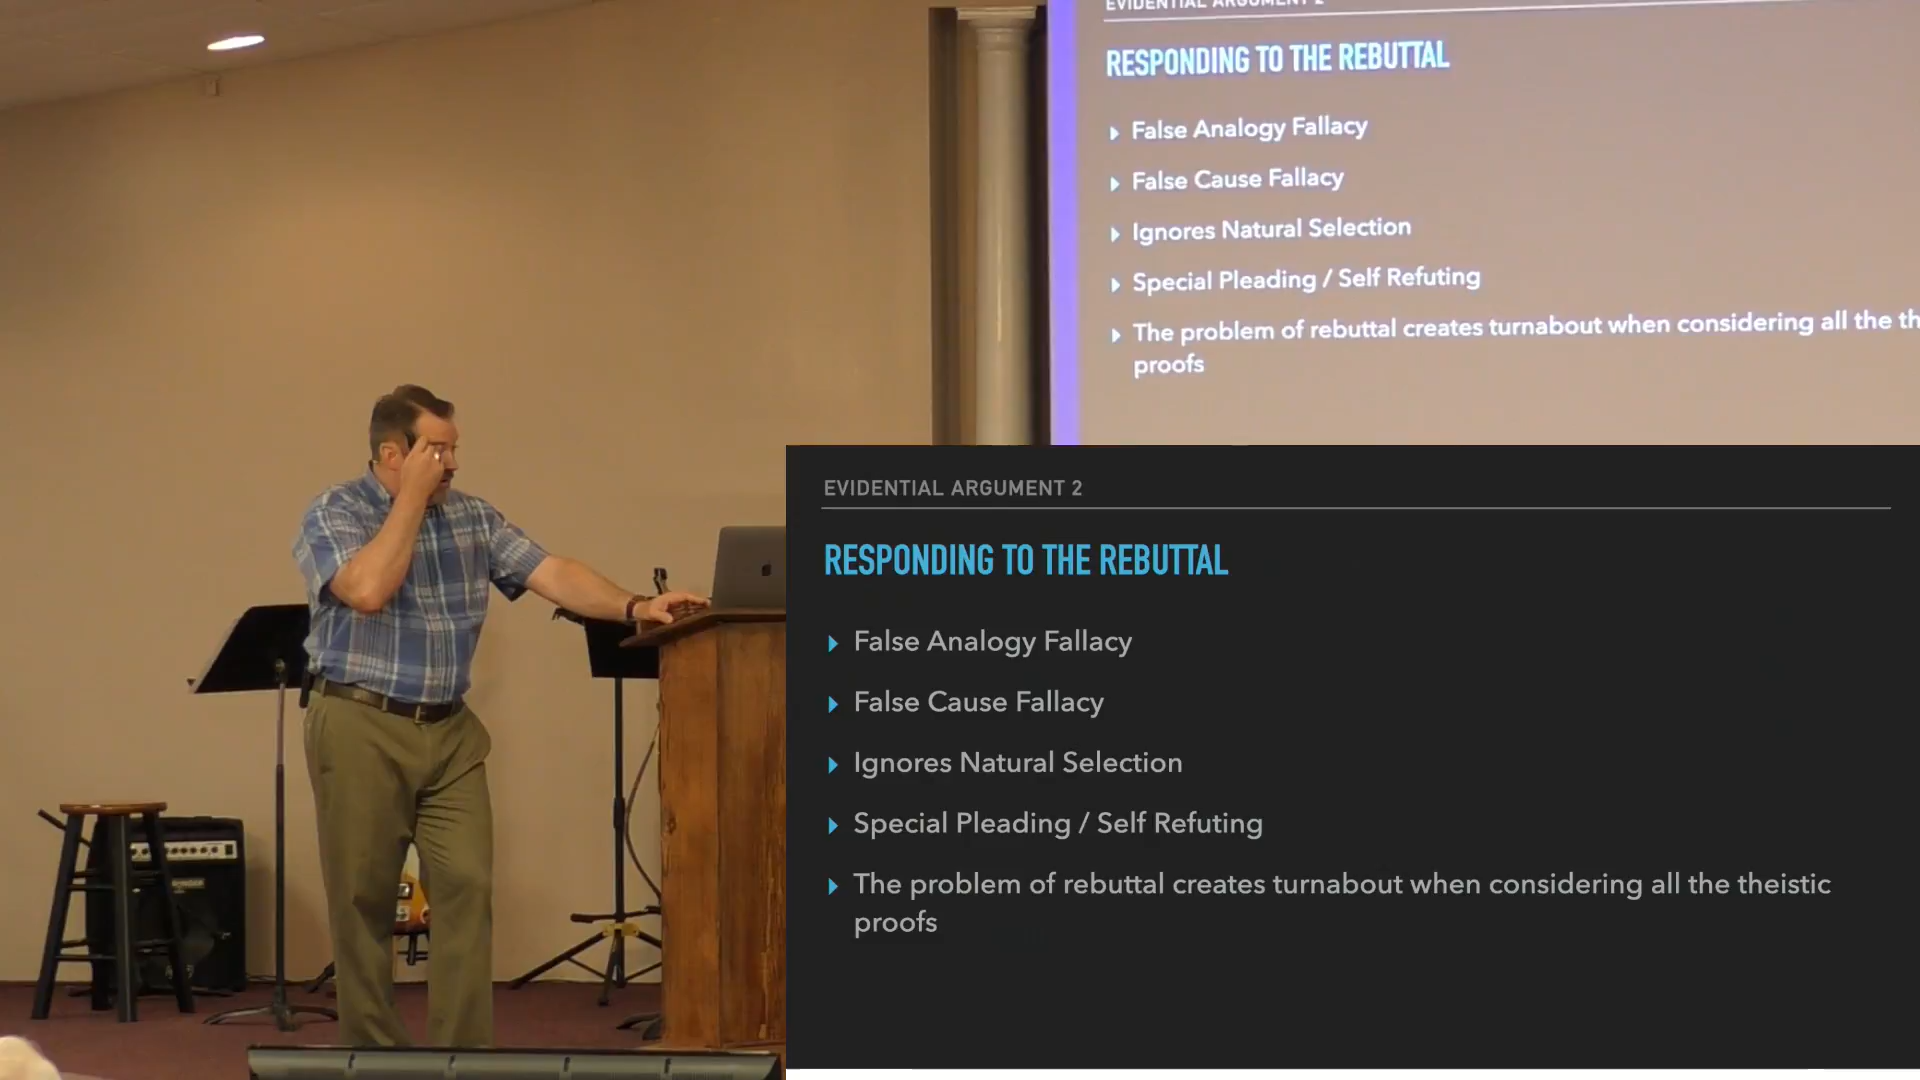 EVIDENTIAL ARGUMENT 2
RESPONDING TO THE REBUTTAL
False Analogy Fallacy
False Cause Fallacy
Ignores Natural Selection
Special Pleading / Self Refuting
The problem of rebuttal creates turnabout when considering all the th
proofs
EVIDENTIAL ARGUMENT 2
RESPONDING TO THE REBUTTAL
False Analogy Fallacy
False Cause Fallacy
Ignores Natural Selection
Special Pleading / Self Refuting
The problem of rebuttal creates turnabout when considering all the theistic
proofs